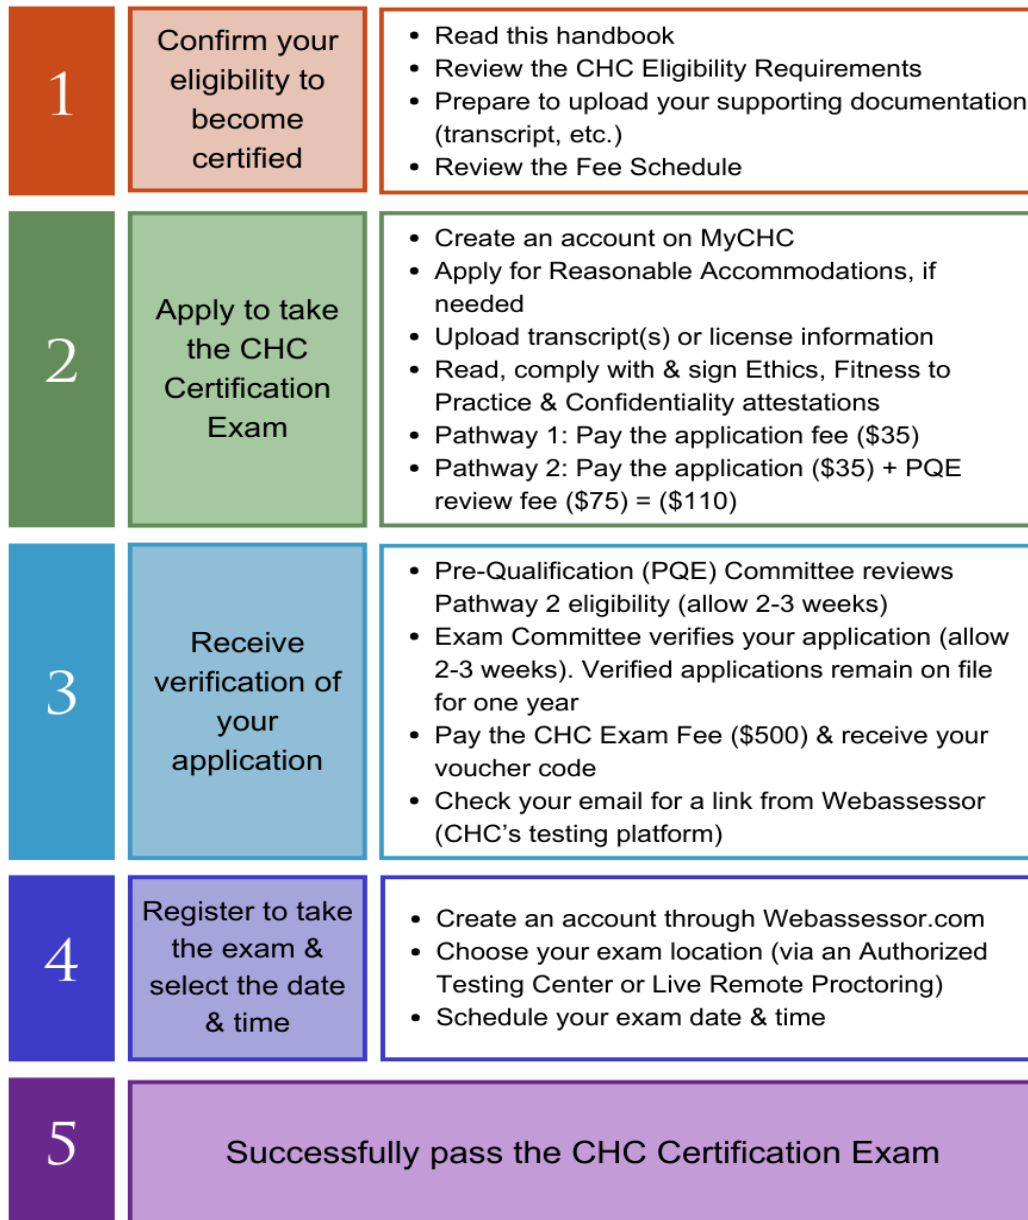 1
Confirm your
eligibility to
become
certified
• Read this handbook
• Review the CHC Eligibility Requirements
• Prepare to upload your supporting documentation
(transcript, etc.)
• Review the Fee Schedule
2
Apply to take
the CHC
Certification
Exam
• Create an account on MyCHC
• Apply for Reasonable Accommodations, if
needed
• Upload transcript(s) or license information
• Read, comply with & sign Ethics, Fitness to
Practice & Confidentiality attestations
• Pathway 1: Pay the application fee ($35)
• Pathway 2: Pay the application ($35) + PQE
review fee ($75) = ($110)
3
Receive
verification of
your
application
• Pre-Qualification (PQE) Committee reviews
Pathway 2 eligibility (allow 2-3 weeks)
• Exam Committee verifies your application (allow
2-3 weeks). Verified applications remain on file
for one year
• Pay the CHC Exam Fee ($500) & receive your
voucher code
• Check your email for a link from Webassessor
(CHC's testing platform)
4
Register to take
the exam &
select the date
& time
• Create an account through Webassessor.com
• Choose your exam location (via an Authorized
Testing Center or Live Remote Proctoring)
• Schedule your exam date & time
5
Successfully pass the CHC Certification Exam